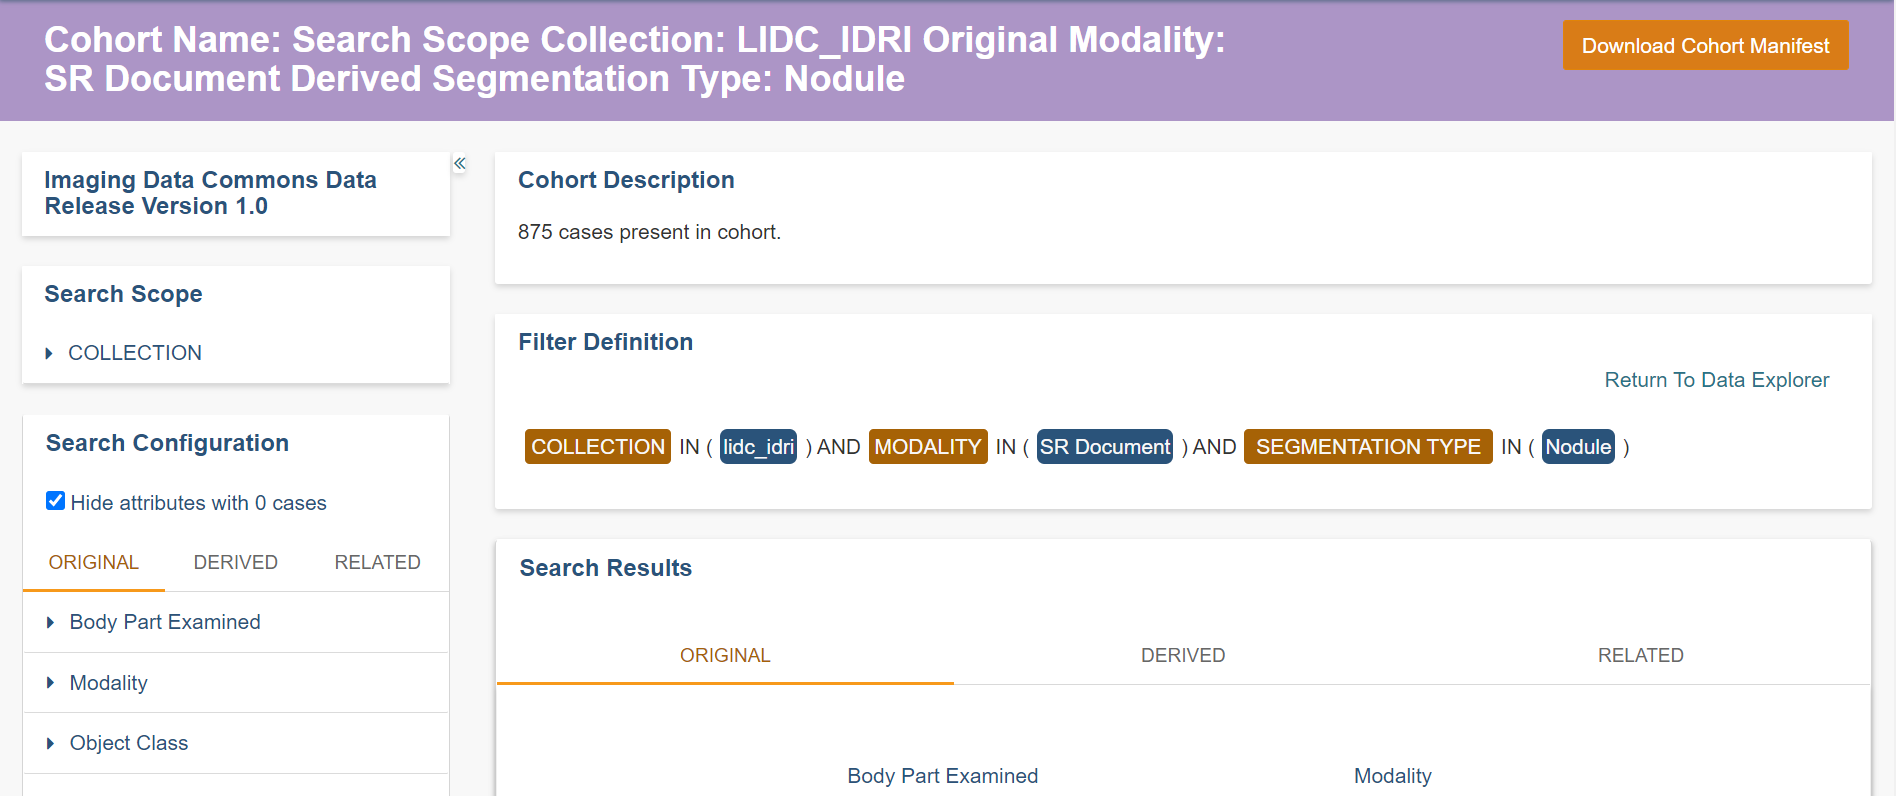 Cohort Name: Search Scope Collection: LIDC_IDRI Original Modality:
SR Document Derived Segmentation Type: Nodule
Download Cohort Manifest
Imaging Data Commons Data
Release Version 1.0
Search Scope
COLLECTION
Search Configuration
Hide attributes with 0 cases
ORIGINAL DERIVED RELATED
Body Part Examined
Modality
Object Class
Cohort Description
875 cases present in cohort.
Filter Definition
Return To Data Explorer
COLLECTION IN ( lidc_idri ) AND MODALITY IN ( SR Document ) AND SEGMENTATION TYPE IN ( Nodule )
Search Results
ORIGINAL DERIVED RELATED
Body Part Examined Modality